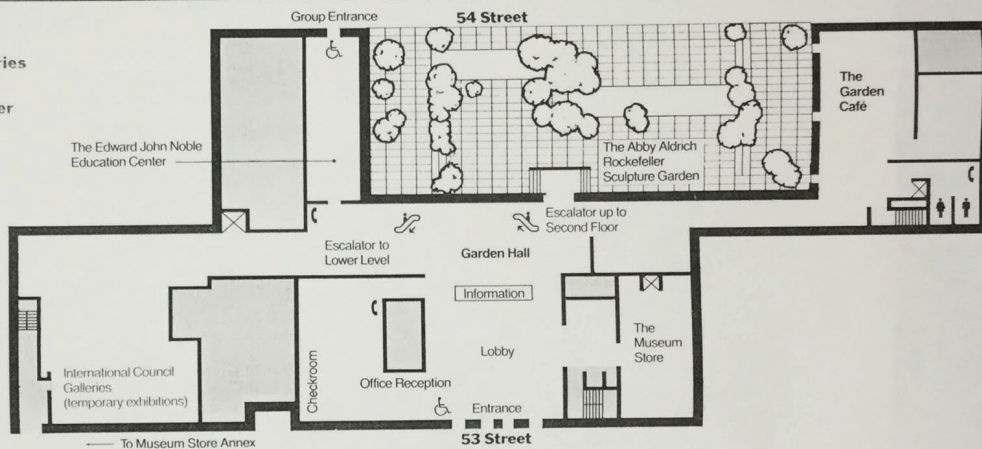 Group Entrance
54 Street
The
Garden
Café
The Edward John Noble
Education Center
The Abby Aldrich
Rockefeller
Sculpture Garden
Escalator up to
Second Floor
Escalator to
Lower Level
Garden Hall
Information
The
Museum
Store
Lobby
International Council
Galleries
(temporary exhibitions)
Checkroom
Office Reception
Entrance
53 Street
To Museum Store Annex